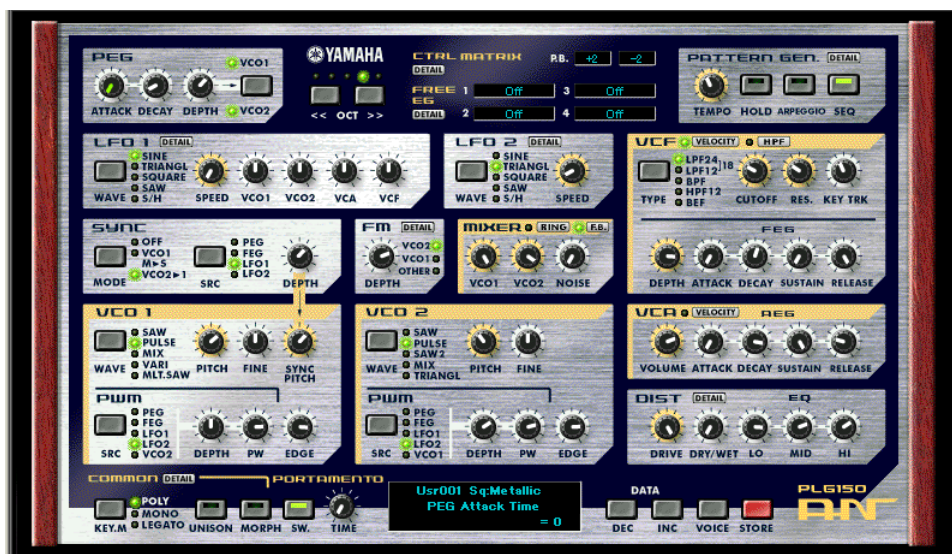 PEG
VCO1
ATTACK DECAY DEPTH VCO2
YAMAHA
<< OCT >>
CTRL MATRIX
DETAIL
P.B. +2 -2
FREE EG
DETAIL
1 Off 3 Off
2 Off 4 Off
PATTERN GEN. DETAIL
TEMPO HOLD ARPEGGIO SEQ
LFO 1 DETAIL
SINE
TRIANGL
SQUARE
SAW
S/H
WAVE SPEED VCO1 VCO2 VCA VCF
LFO 2 DETAIL
SINE
TRIANGL
SQUARE
SAW
S/H
WAVE SPEED
VCF VELOCITY HPF
LPF24
LPF12 18
BPF
HPF12
BEF
TYPE CUTOFF RES. KEY TRK
FEG
DEPTH ATTACK DECAY SUSTAIN RELEASE
SYNC
OFF
VCO1
M▸S
VCO2▸1
MODE
PEG
FEG
LFO1
LFO2
SRC DEPTH
FM DETAIL
VCO2
VCO1
OTHER
DEPTH
MIXER RING F.B.
VCO1 VCO2 NOISE
VCO 1
SAW
PULSE
MIX
VARI
MLT.SAW
WAVE PITCH FINE SYNC PITCH
PWM
PEG
FEG
LFO1
LFO2
VCO2
SRC DEPTH PW EDGE
VCO 2
SAW
PULSE
SAW2
MIX
TRIANGL
WAVE PITCH FINE
PWM
PEG
FEG
LFO1
LFO2
VCO1
SRC DEPTH PW EDGE
VCA VELOCITY AEG
VOLUME ATTACK DECAY SUSTAIN RELEASE
DIST DETAIL EQ
DRIVE DRY/WET LO MID HI
COMMON DETAIL PORTAMENTO
POLY
MONO
LEGATO
KEY.M UNISON MORPH SW. TIME
Usr001 Sq:Metallic
PEG Attack Time
= 0
DATA
DEC INC VOICE STORE
PLG150
AN